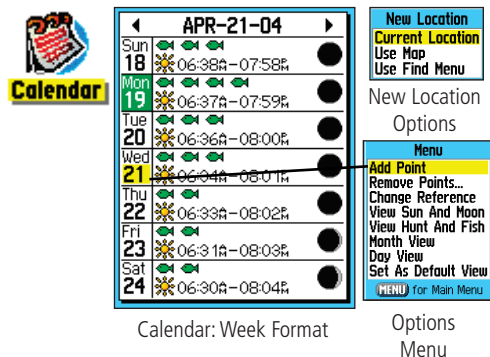 Calendar
APR-21-04
Sun
18 06:38A-07:58P
Mon
19 06:37A-07:59P
Tue
20 06:36A-08:00P
Wed
21 06:34A-08:01P
Thu
22 06:33A-08:02P
Fri
23 06:31A-08:03P
Sat
24 06:30A-08:04P
Calendar: Week Format
New Location
Current Location
Use Map
Use Find Menu
New Location
Options
Menu
Add Point
Remove Points...
Change Reference
View Sun And Moon
View Hunt And Fish
Month View
Day View
Set As Default View
MENU for Main Menu
Options
Menu